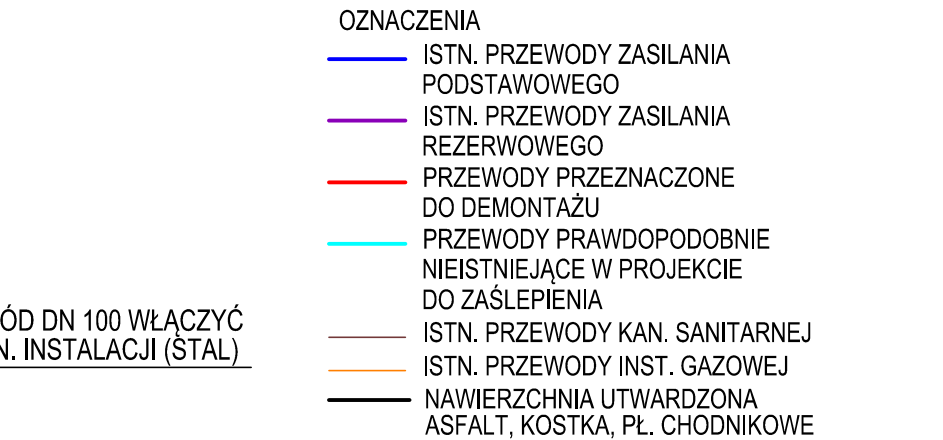 OZNACZENIA
ISTN. PRZEWODY ZASILANIA
PODSTAWOWEGO
ISTN. PRZEWODY ZASILANIA
REZERWOWEGO
PRZEWODY PRZEZNACZONE
DO DEMONTAŻU
PRZEWODY PRAWDOPODOBNIE
NIEISTNIEJĄCE W PROJEKCIE
DO ZAŚLEPIENIA
ISTN. PRZEWODY KAN. SANITARNEJ
ISTN. PRZEWODY INST. GAZOWEJ
NAWIERZCHNIA UTWARDZONA
ASFALT, KOSTKA, PŁ. CHODNIKOWE
ÓD DN 100 WŁĄCZYĆ
N. INSTALACJI (STAL)